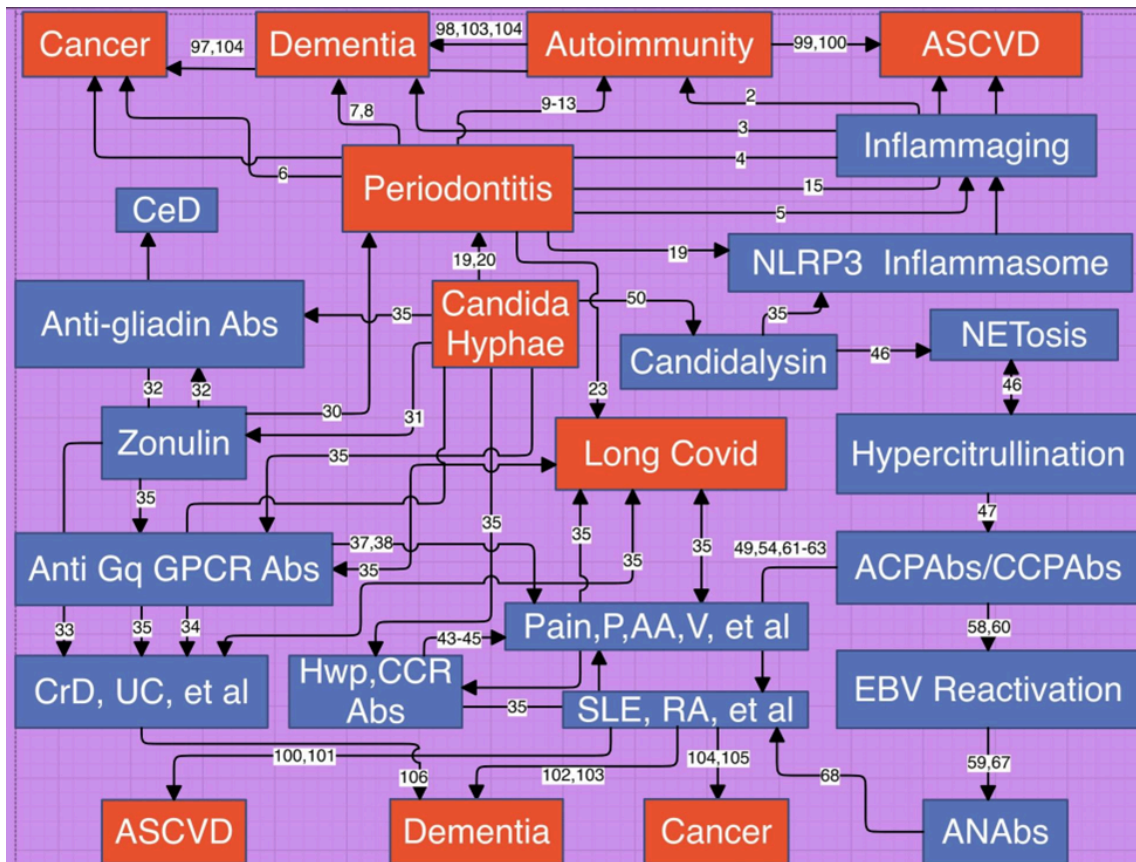 Cancer
97,104
Dementia
98,103,104
Autoimmunity
99,100
ASCVD
7,8
9-13
2
3
Inflammaging
4
6
Periodontitis
15
5
CeD
19,20
19
NLRP3 Inflammasome
Anti-gliadin Abs
35
Candida
Hyphae
50
35
Candidalysin
46
NETosis
32
32
30
31
23
46
Zonulin
35
Long Covid
Hypercitrullination
35
35
47
Anti Gq GPCR Abs
37,38
35
35
35
35
49,54,61-63
ACPAbs/CCPAbs
33
35
34
43-45
Pain,P,AA,V, et al
58,60
CrD, UC, et al
Hwp,CCR
Abs
35
SLE, RA, et al
EBV Reactivation
100,101
106
102,103
104,105
68
59,67
ASCVD
Dementia
Cancer
ANAbs